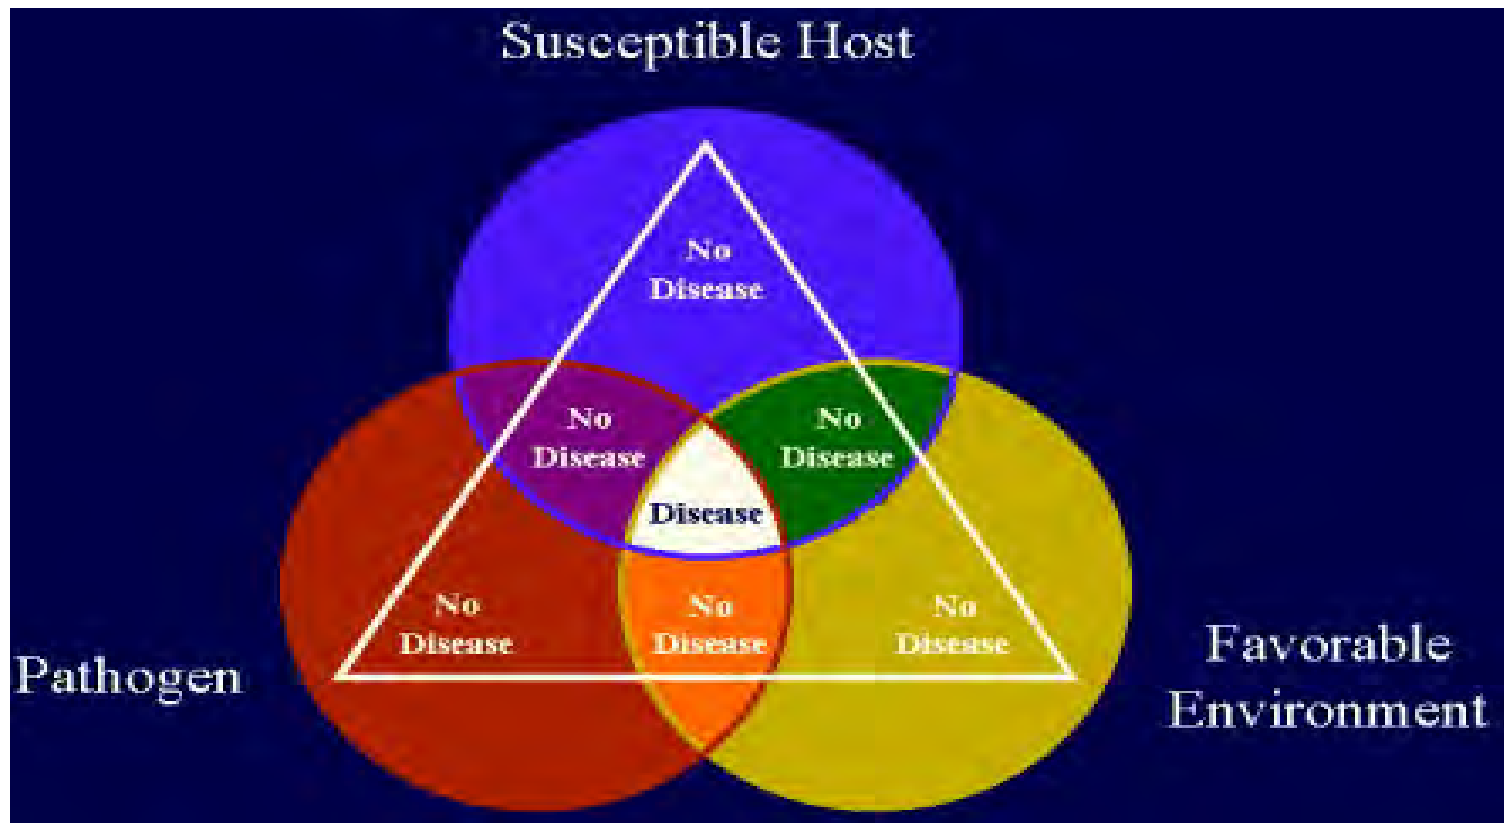 Susceptible Host
No
Disease
No
Disease
No
Disease
Disease
No
Disease
No
Disease
No
Disease
Pathogen
Favorable
Environment